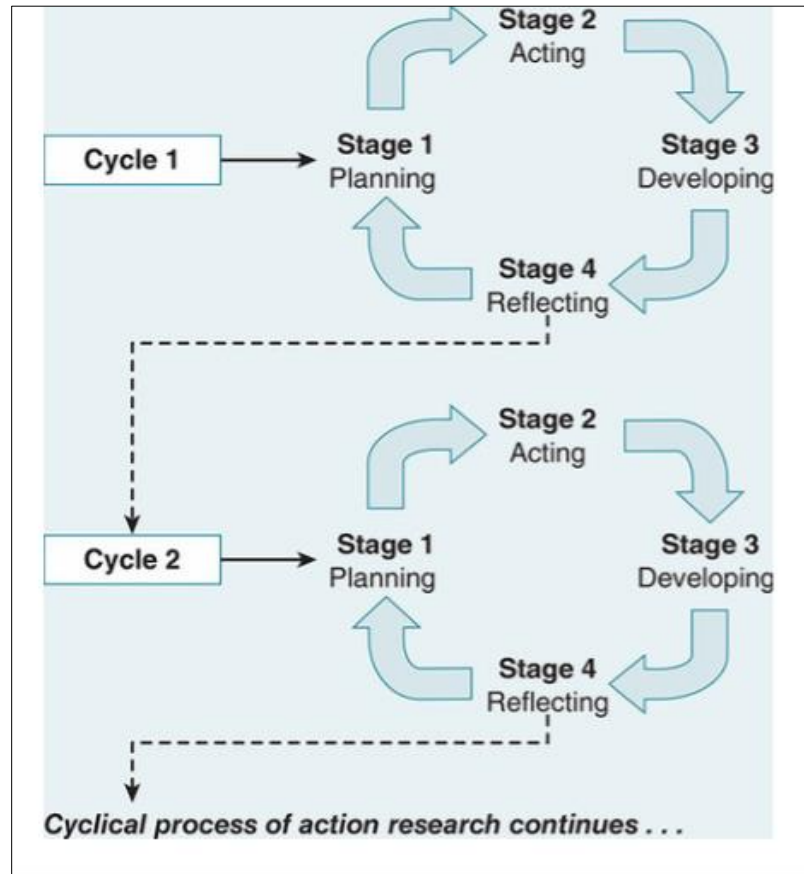 Stage 2
Acting
Cycle 1
Stage 1
Planning
Stage 3
Developing
Stage 4
Reflecting
Stage 2
Acting
Cycle 2
Stage 1
Planning
Stage 3
Developing
Stage 4
Reflecting
Cyclical process of action research continues . . .